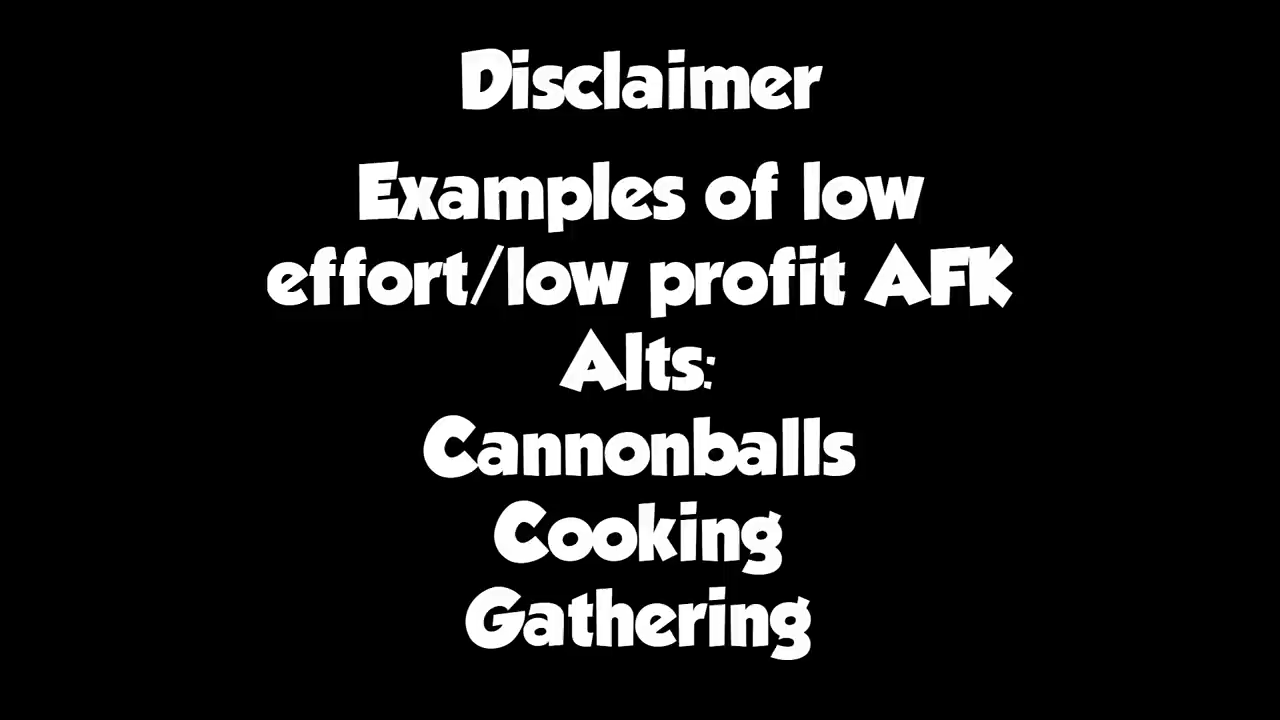 Disclaimer
Examples of low
effort/low profit AFK
Alts:
Cannonballs
Cooking
Gathering